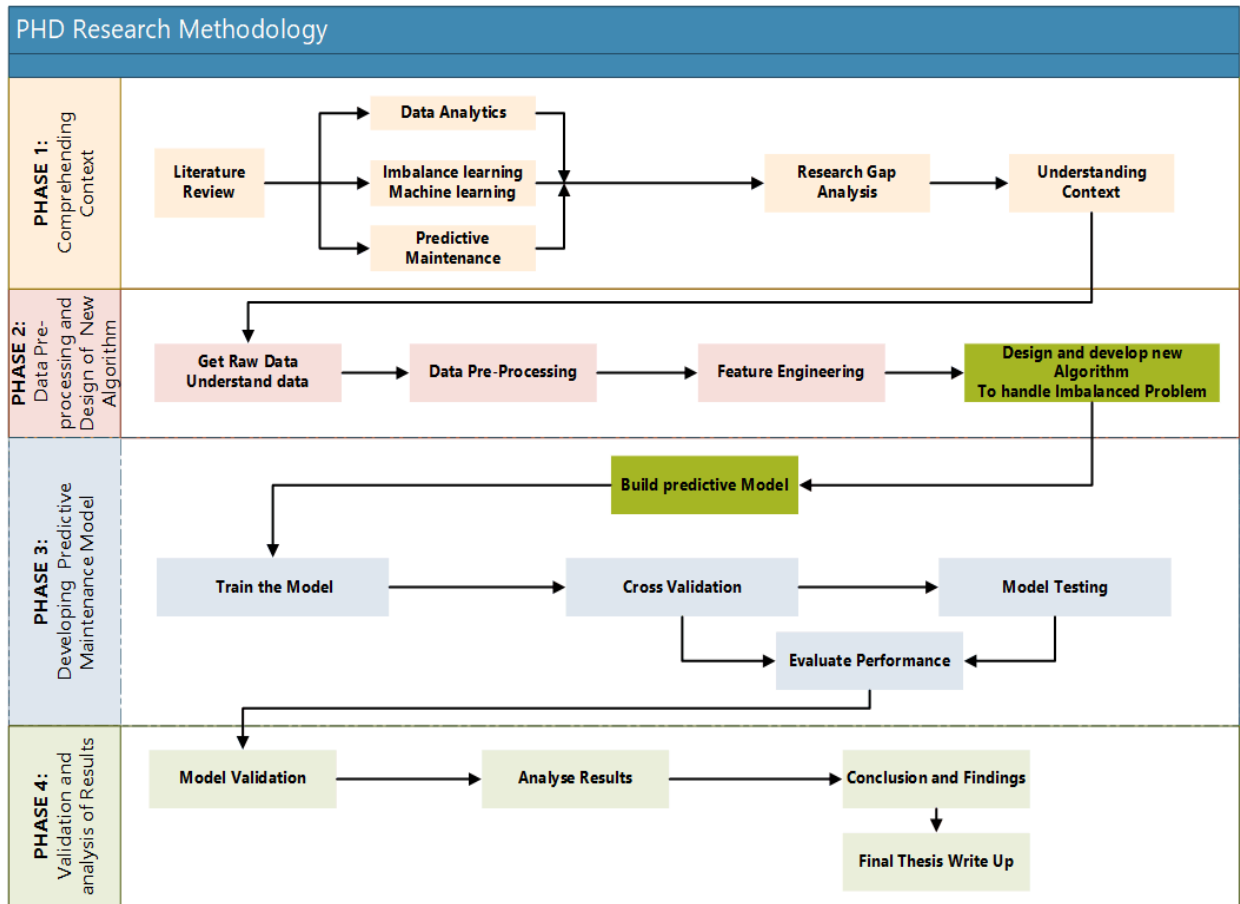 PHD Research Methodology
PHASE 1:
Comprehending
Context
Literature
Review
Data Analytics
Imbalance learning
Machine learning
Predictive
Maintenance
Research Gap
Analysis
Understanding
Context
PHASE 2:
Data Pre-
processing and
Design of New
Algorithm
Get Raw Data
Understand data
Data Pre-Processing
Feature Engineering
Design and develop new
Algorithm
To handle Imbalanced Problem
PHASE 3:
Developing Predictive
Maintenance Model
Build predictive Model
Train the Model
Cross Validation
Model Testing
Evaluate Performance
PHASE 4:
Validation and
analysis of Results
Model Validation
Analyse Results
Conclusion and Findings
Final Thesis Write Up